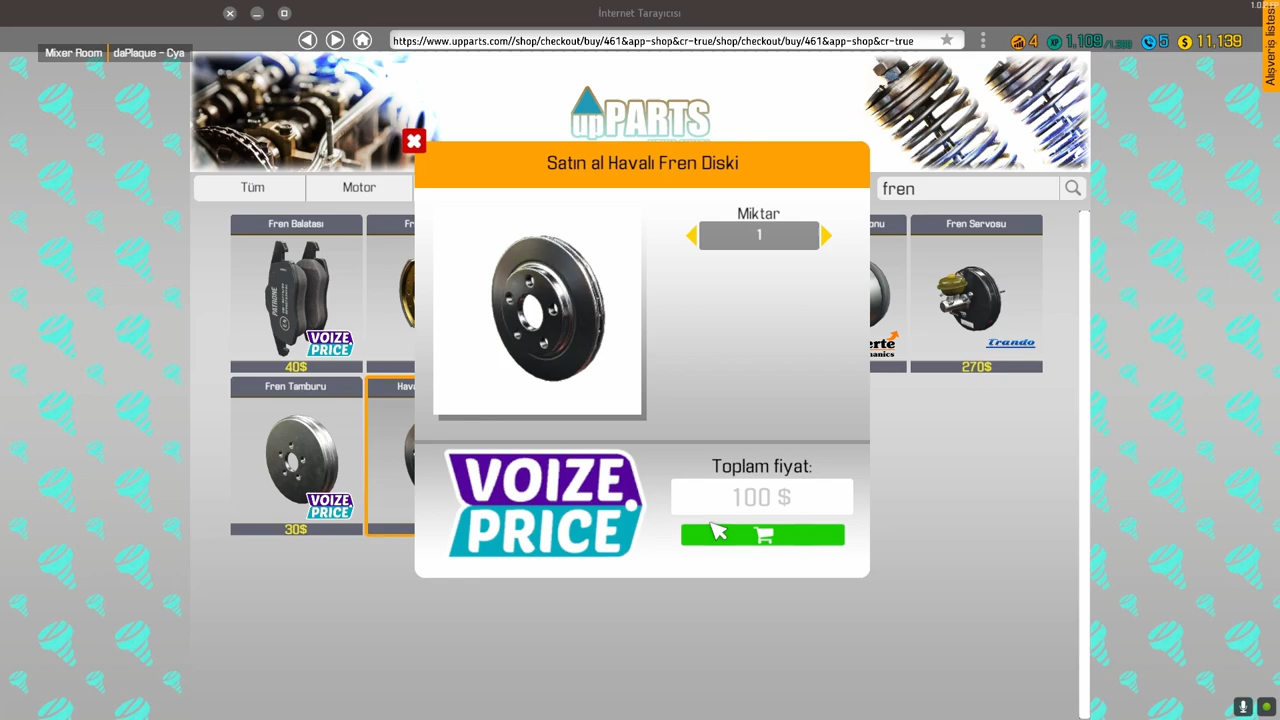 İnternet Tarayıcısı
Mixer Room daPlaque - Cya
https://www.upparts.com//shop/checkout/buy/461&app-shop&cr-true/shop/checkout/buy/461&app-shop&cr-true
4 XP 1,109 5 $ 11,139
Alışveriş listesi
upPARTS
Satın al Havalı Fren Diski
Tüm Motor
fren
Miktar
1
Fren Balatası
Fren Servosu
PATRONE
VOIZE PRICE
Trando
40$
270$
Fren Tamburu
VOIZE PRICE
30$
VOIZE.
PRICE
Toplam fiyat:
100 $